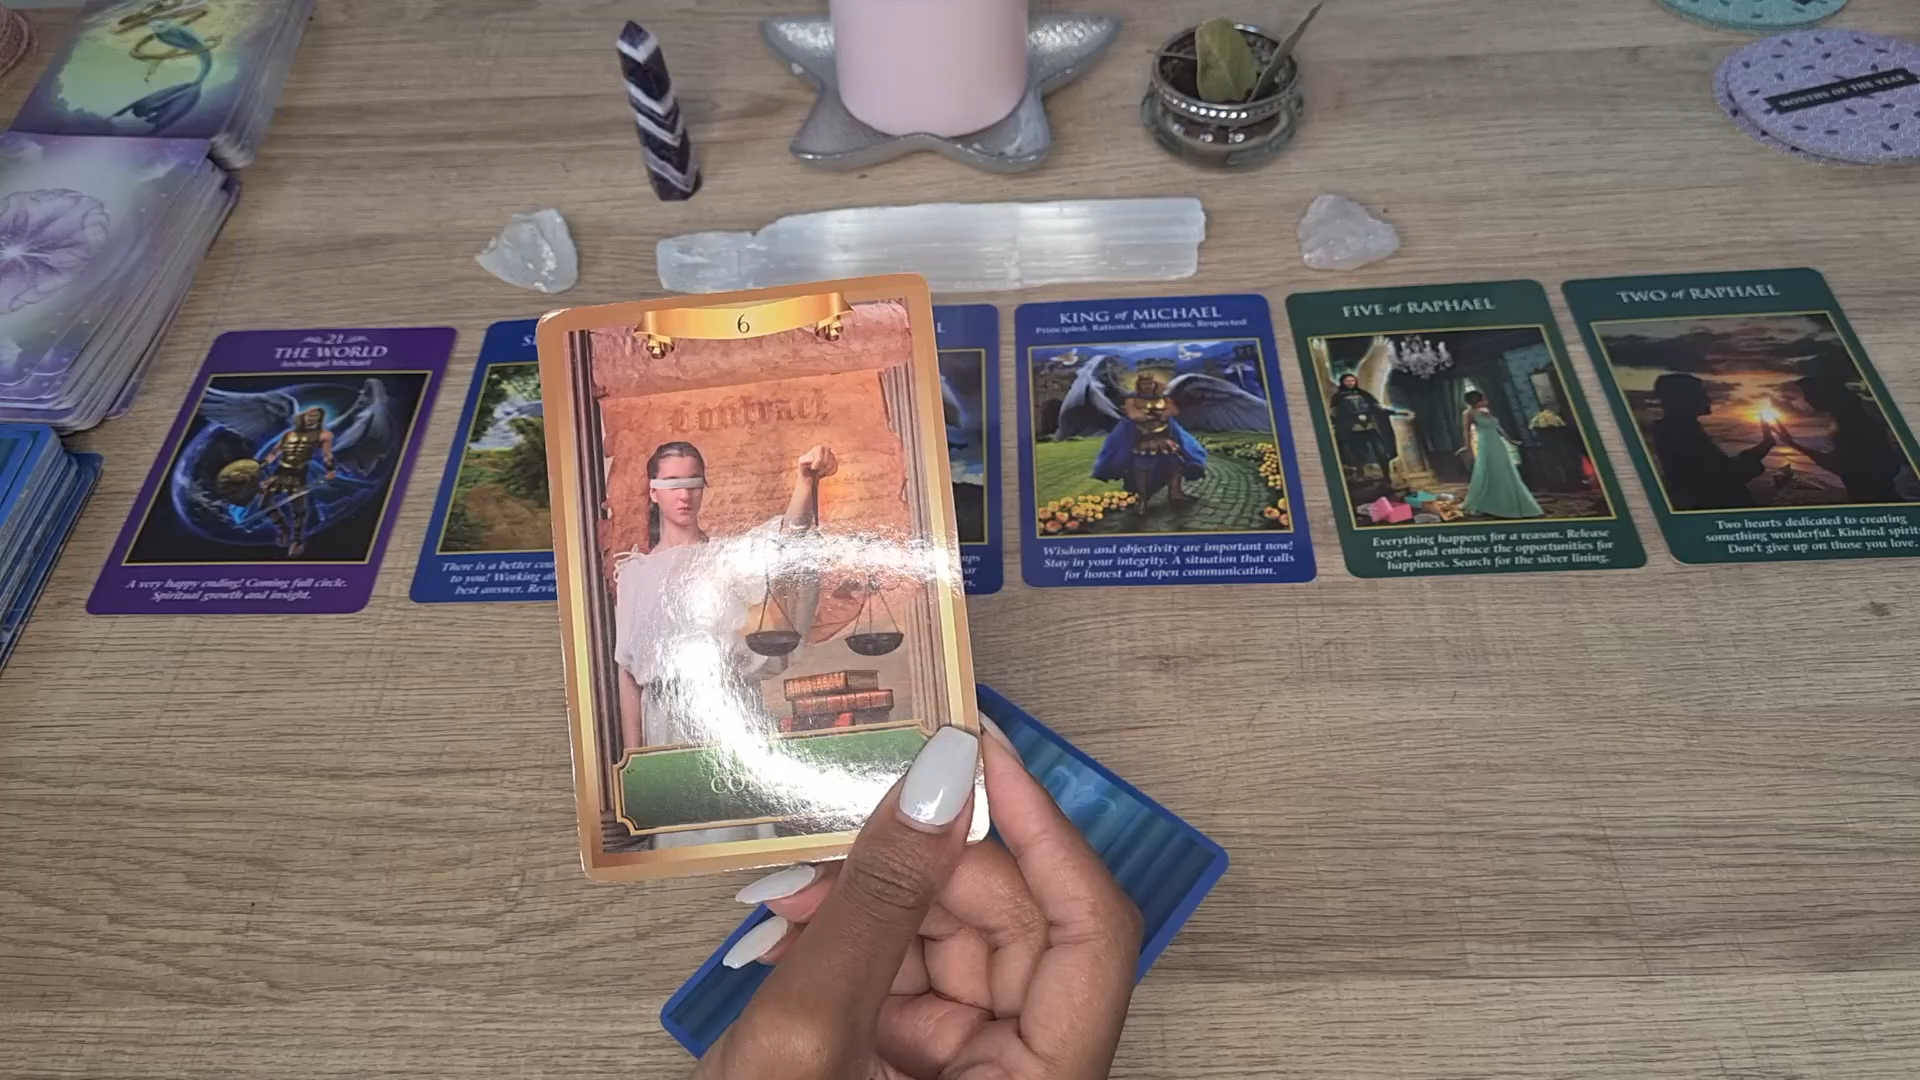 MONTHS OF THE YEAR
21
THE WORLD
Archangel Michael
A very happy ending! Coming full circle.
Spiritual growth and insight.
There is a better
to you! Working
best answer.
6
Contract
KING of MICHAEL
Principled, Rational, Ambitious, Respected
Wisdom and objectivity are important now!
Stay in your integrity. A situation that calls
for honest and open communication.
FIVE of RAPHAEL
Everything happens for a reason. Release
regret, and embrace the opportunities for
happiness. Search for the silver lining.
TWO of RAPHAEL
Two hearts dedicated to creating
something wonderful. Kindred spirits
Don't give up on those you love.